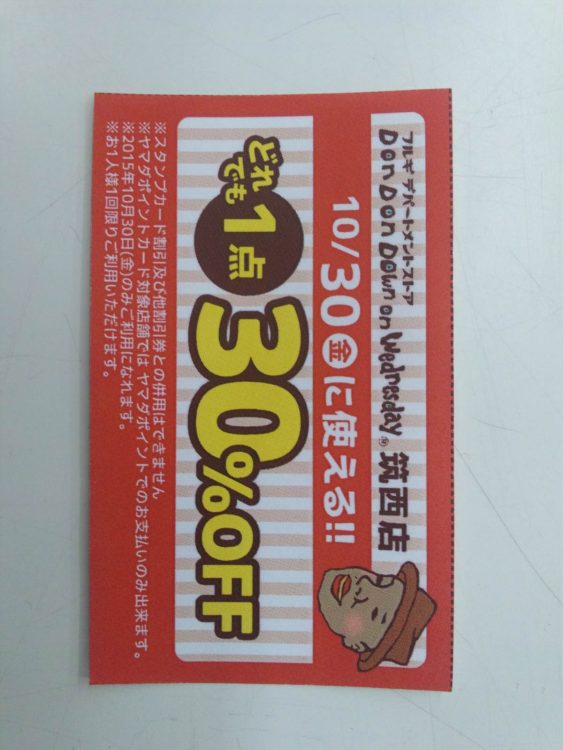 フルギ デパートメントストア
Don Don Down on Wednesday® 筑西店
10/30㊎に使える!!
どれでも1点30%OFF
※スタンプカード割引及び他割引券との併用はできません
※ヤマダポイントカード対象店舗では ヤマダポイントでのお支払いのみ出来ます。
※2015年10月30日(金)のみご利用になれます。
※お1人様1回限りご利用いただけます。